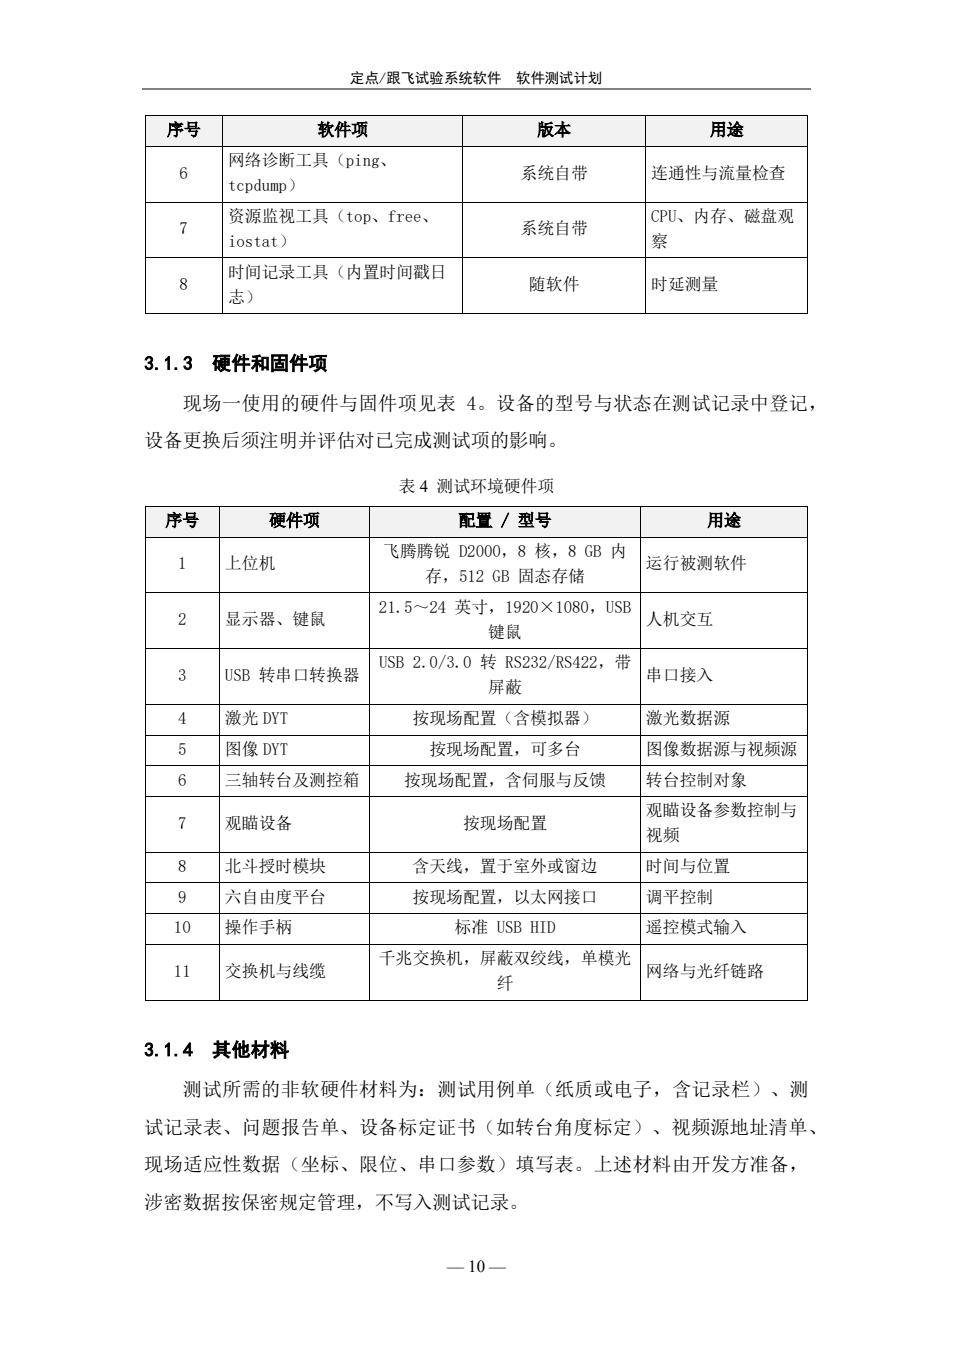 定点/跟飞试验系统软件　软件测试计划
序号 软件项 版本 用途
6 网络诊断工具（ping、tcpdump） 系统自带 连通性与流量检查
7 资源监视工具（top、free、iostat） 系统自带 CPU、内存、磁盘观察
8 时间记录工具（内置时间戳日志） 随软件 时延测量
3.1.3 硬件和固件项
现场一使用的硬件与固件项见表 4。设备的型号与状态在测试记录中登记，
设备更换后须注明并评估对已完成测试项的影响。
表 4 测试环境硬件项
序号 硬件项 配置 / 型号 用途
1 上位机 飞腾腾锐 D2000，8 核，8 GB 内存，512 GB 固态存储 运行被测软件
2 显示器、键鼠 21.5～24 英寸，1920×1080，USB 键鼠 人机交互
3 USB 转串口转换器 USB 2.0/3.0 转 RS232/RS422，带屏蔽 串口接入
4 激光 DYT 按现场配置（含模拟器） 激光数据源
5 图像 DYT 按现场配置，可多台 图像数据源与视频源
6 三轴转台及测控箱 按现场配置，含伺服与反馈 转台控制对象
7 观瞄设备 按现场配置 观瞄设备参数控制与视频
8 北斗授时模块 含天线，置于室外或窗边 时间与位置
9 六自由度平台 按现场配置，以太网接口 调平控制
10 操作手柄 标准 USB HID 遥控模式输入
11 交换机与线缆 千兆交换机，屏蔽双绞线，单模光纤 网络与光纤链路
3.1.4 其他材料
测试所需的非软硬件材料为：测试用例单（纸质或电子，含记录栏）、测
试记录表、问题报告单、设备标定证书（如转台角度标定）、视频源地址清单、
现场适应性数据（坐标、限位、串口参数）填写表。上述材料由开发方准备，
涉密数据按保密规定管理，不写入测试记录。
— 10 —